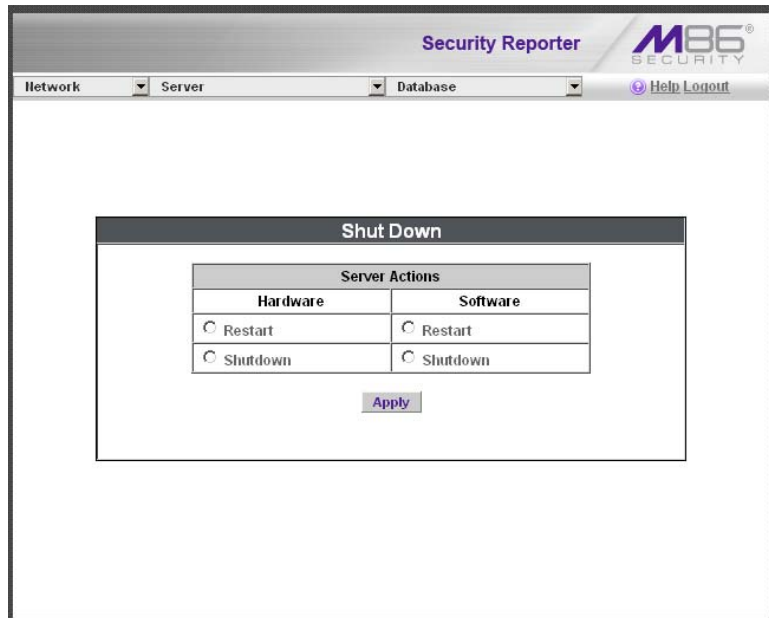 Security Reporter
M86®
SECURITY
Network Server Database Help Logout
Shut Down
Server Actions
Hardware Software
Restart Restart
Shutdown Shutdown
Apply